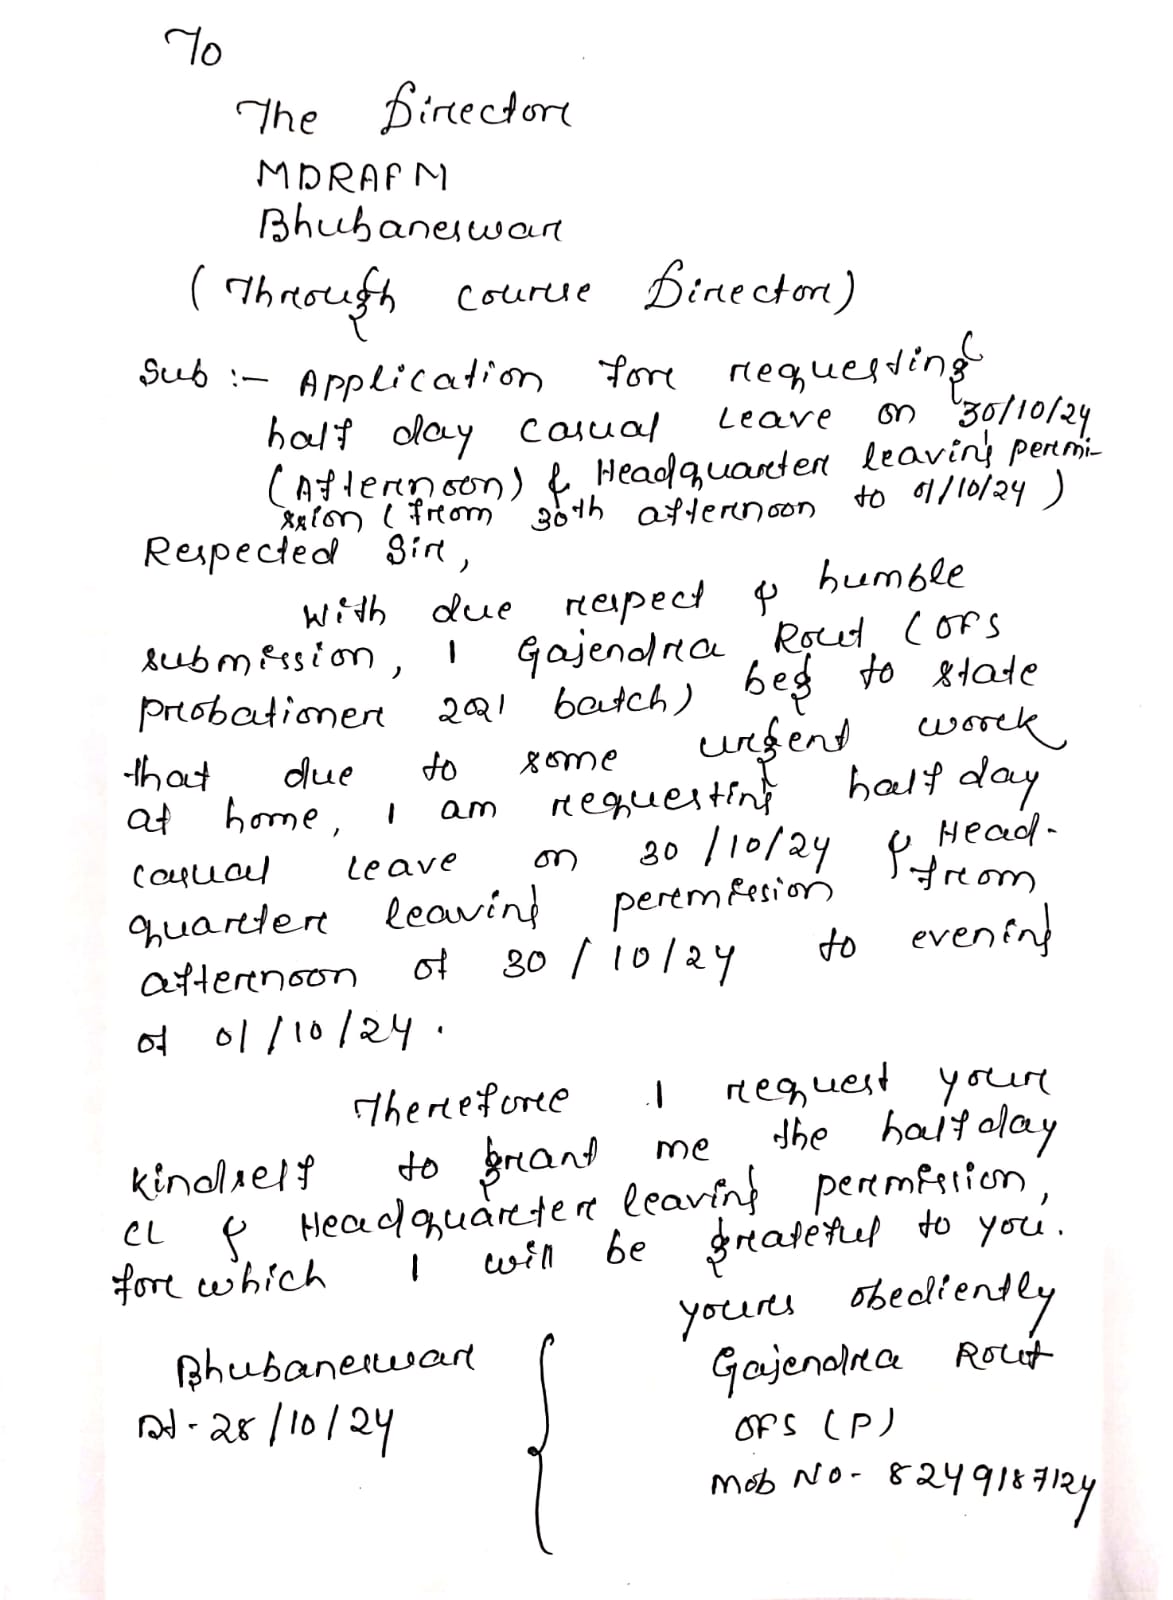 To
The Director
MDRAFM
Bhubaneswar
(Through course Director)
Sub :- Application for requesting
half day casual leave on 30/10/24
(Afternoon) & Headquarter leaving permi-
ssion (from 30th afternoon to 01/10/24)
Respected Sir,
With due respect & humble
submission, I Gajendra Rout (OFS
Probationer 2021 batch) beg to state
that due to some urgent work
at home, I am requesting half day
casual leave on 30/10/24 & Head-
quarter leaving permission from
afternoon of 30/10/24 to evening
of 01/10/24.
Therefore I request your
kindself to grant me the half day
CL & Headquarter leaving permission,
for which I will be grateful to you.
yours obediently
Bhubaneswar
Gajendra Rout
Dt - 28/10/24
OFS (P)
Mob No - 8249187124